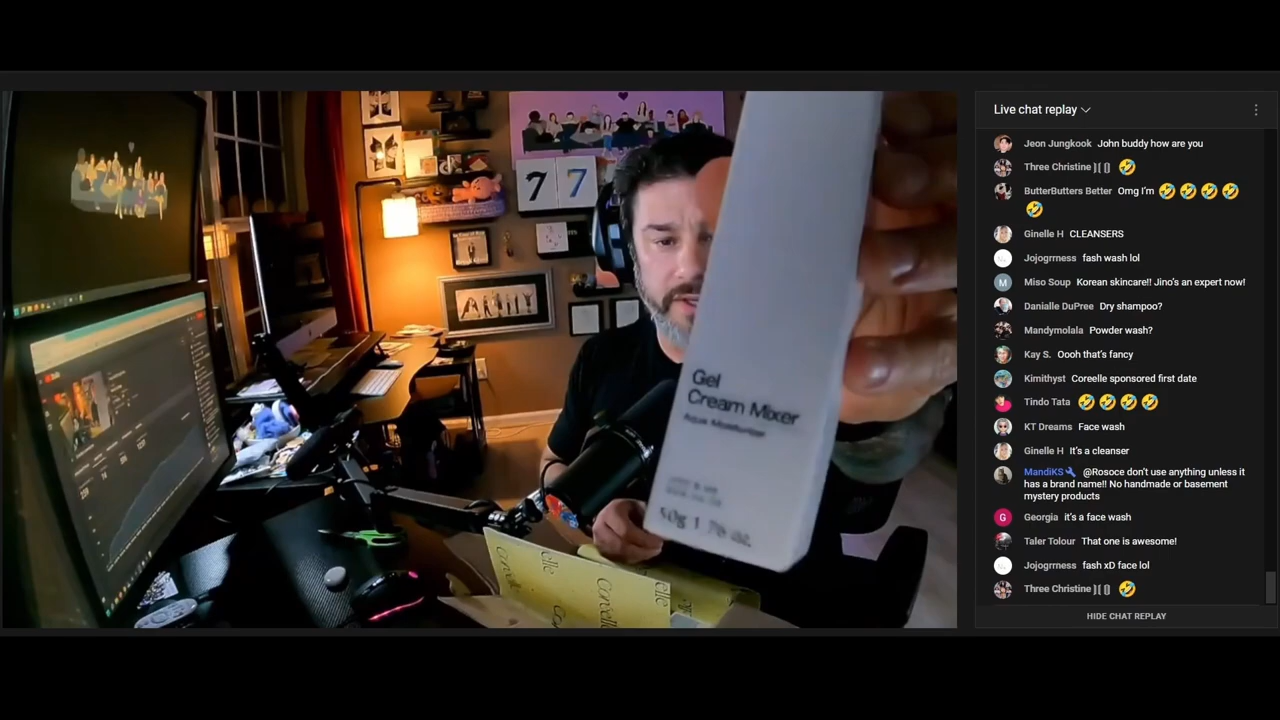 77
Gel
Cream Mixer
Aqua Moisturizer
50g 1.76 oz.
Corcelle
elle
Live chat replay
Jeon Jungkook John buddy how are you
Three Christine ][ []  🤣
ButterButters Better Omg I'm 🤣 🤣 🤣 🤣
🤣
Ginelle H CLEANSERS
Jojogrrness fash wash lol
M Miso Soup Korean skincare!! Jino's an expert now!
Danialle DuPree Dry shampoo?
Mandymolala Powder wash?
Kay S. Oooh that's fancy
Kimithyst Coreelle sponsored first date
Tindo Tata 🤣 🤣 🤣 🤣
KT Dreams Face wash
Ginelle H It's a cleanser
MandiKS @Rosoce don't use anything unless it
has a brand name!! No handmade or basement
mystery products
G Georgia it's a face wash
Taler Tolour That one is awesome!
Jojogrrness fash xD face lol
Three Christine ][ [] 🤣
HIDE CHAT REPLAY